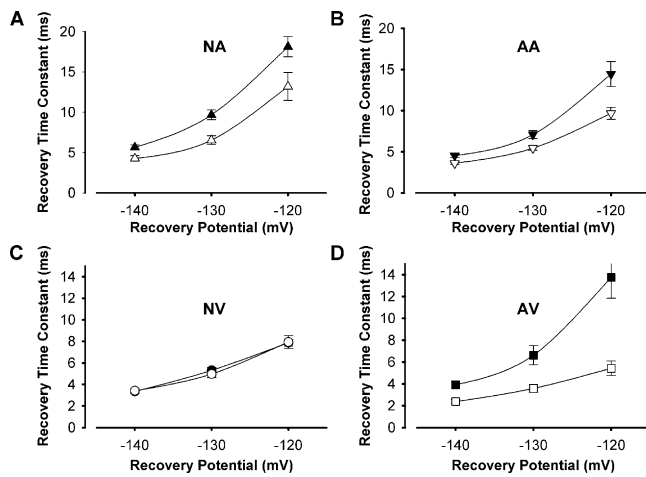 A
NA
Recovery Time Constant (ms)
20
15
10
5
0
-140 -130 -120
Recovery Potential (mV)
B
AA
Recovery Time Constant (ms)
20
15
10
5
0
-140 -130 -120
Recovery Potential (mV)
C
NV
Recovery Time Constant (ms)
14
12
10
8
6
4
2
0
-140 -130 -120
Recovery Potential (mV)
D
AV
Recovery Time Constant (ms)
14
12
10
8
6
4
2
0
-140 -130 -120
Recovery Potential (mV)